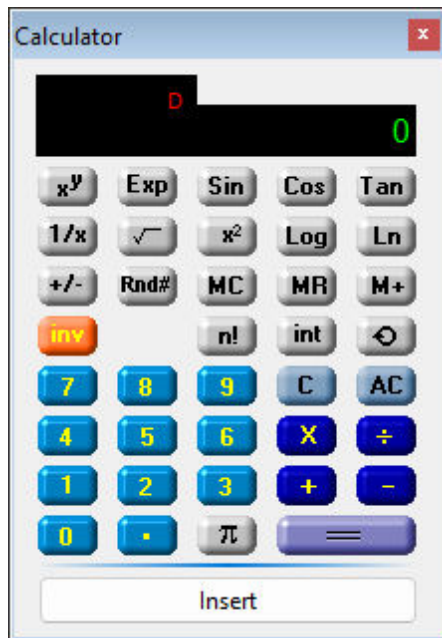 Calculator x
D
0
xʸ Exp Sin Cos Tan
1/x √ x² Log Ln
+/- Rnd# MC MR M+
inv n! int
7 8 9 C AC
4 5 6 X ÷
1 2 3 + -
0 . π =
Insert